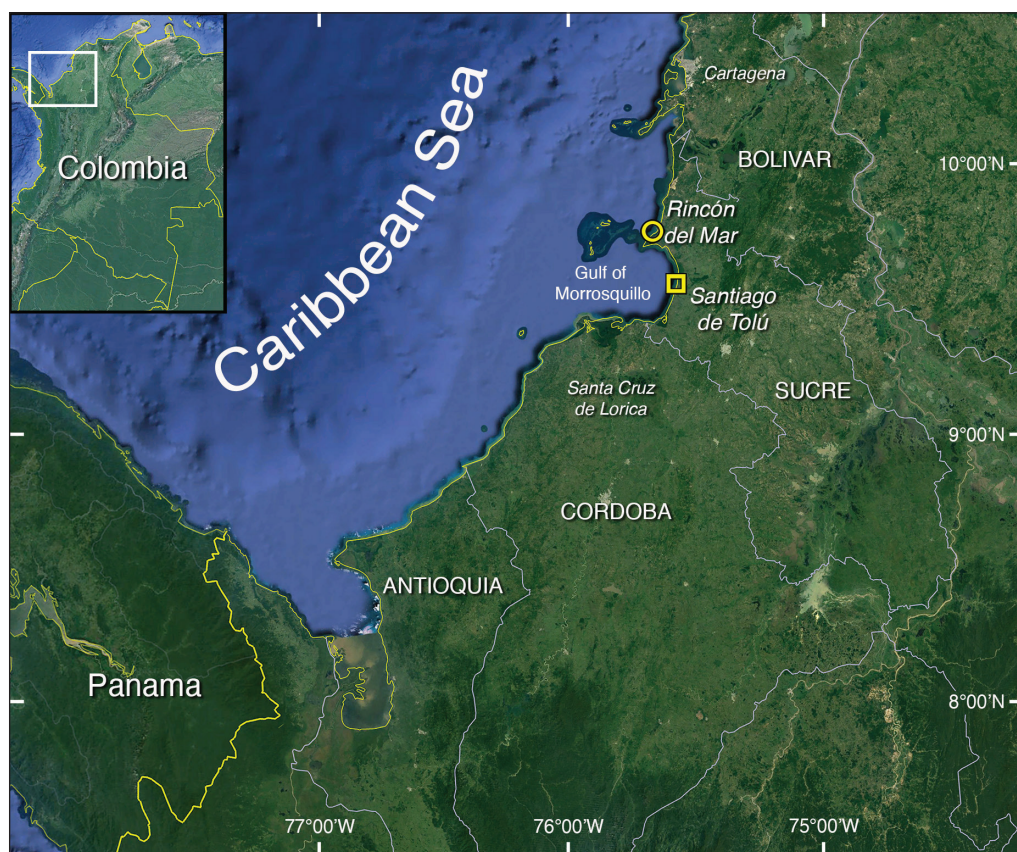 Colombia
Caribbean Sea
Cartagena
BOLIVAR
10°00'N
Rincón
del Mar
Gulf of
Morrosquillo
Santiago
de Tolú
Santa Cruz
de Lorica
SUCRE
9°00'N
CORDOBA
ANTIOQUIA
Panama
8°00'N
77°00'W
76°00'W
75°00'W